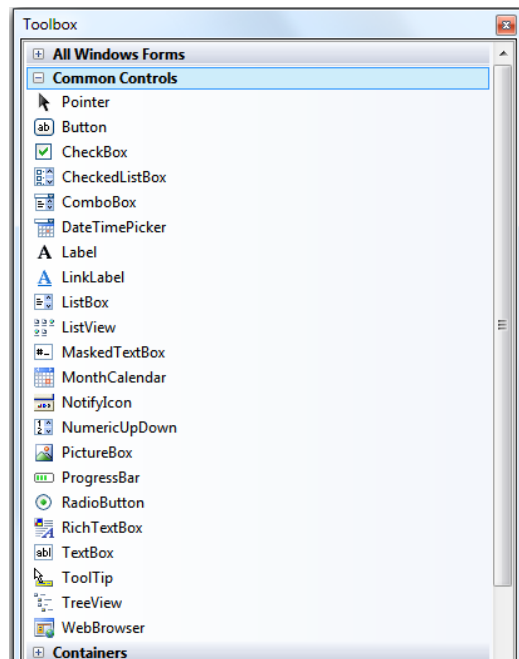 Toolbox
All Windows Forms
Common Controls
Pointer
Button
CheckBox
CheckedListBox
ComboBox
DateTimePicker
Label
LinkLabel
ListBox
ListView
MaskedTextBox
MonthCalendar
NotifyIcon
NumericUpDown
PictureBox
ProgressBar
RadioButton
RichTextBox
TextBox
ToolTip
TreeView
WebBrowser
Containers